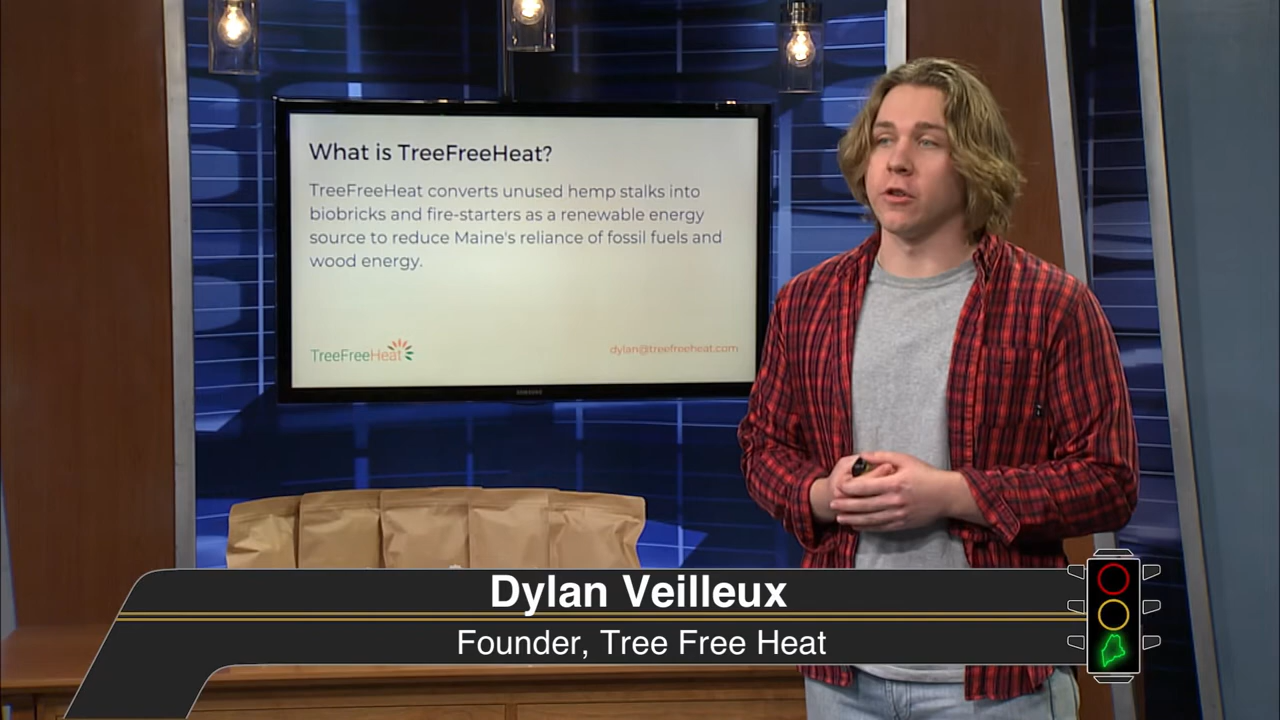 What is TreeFreeHeat?
TreeFreeHeat converts unused hemp stalks into
biobricks and fire-starters as a renewable energy
source to reduce Maine's reliance of fossil fuels and
wood energy.
TreeFreeHeat
dylan@treefreeheat.com
SAMSUNG
Dylan Veilleux
Founder, Tree Free Heat